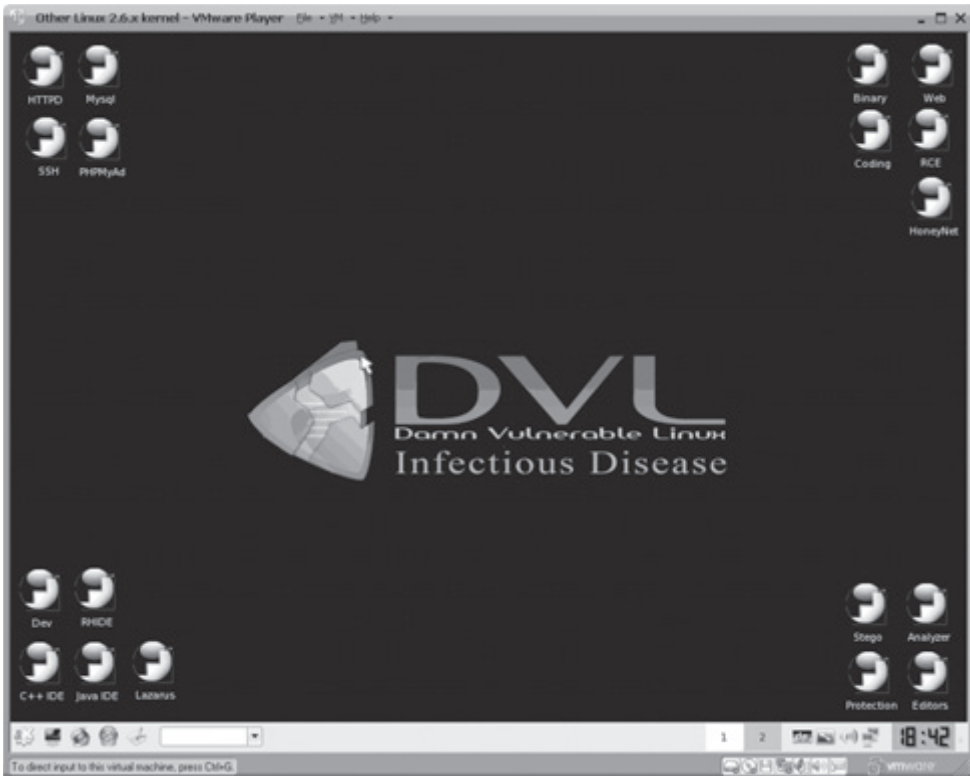 Other Linux 2.6.x kernel - VMware Player File VM Help
HTTPD Mysql
SSH PHPMyAd
Binary Web
Coding RCE
HoneyNet
DVL
Damn Vulnerable Linux
Infectious Disease
Dev RHIDE
C++ IDE Java IDE Lazarus
Stego Analyzer
Protection Editors
1 2 18:42
To direct input to this virtual machine, press Ctrl+G.
vmware